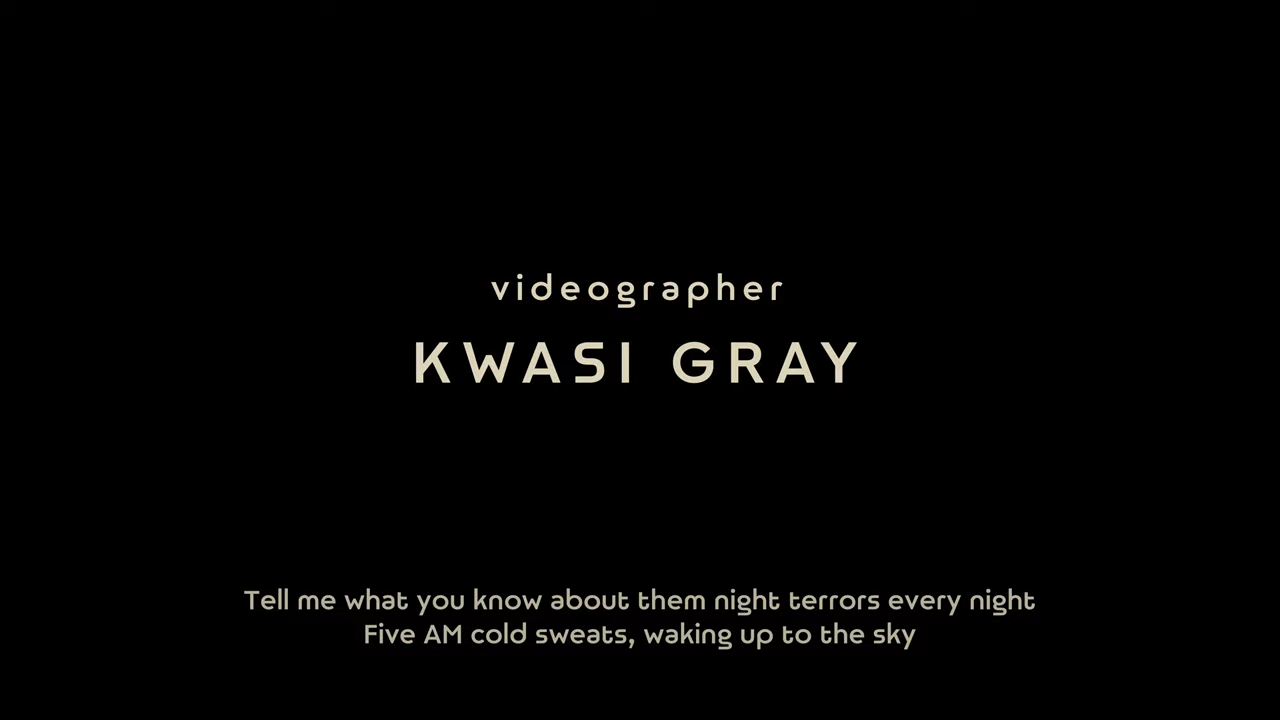 videographer
KWASI GRAY
Tell me what you know about them night terrors every night
Five AM cold sweats, waking up to the sky